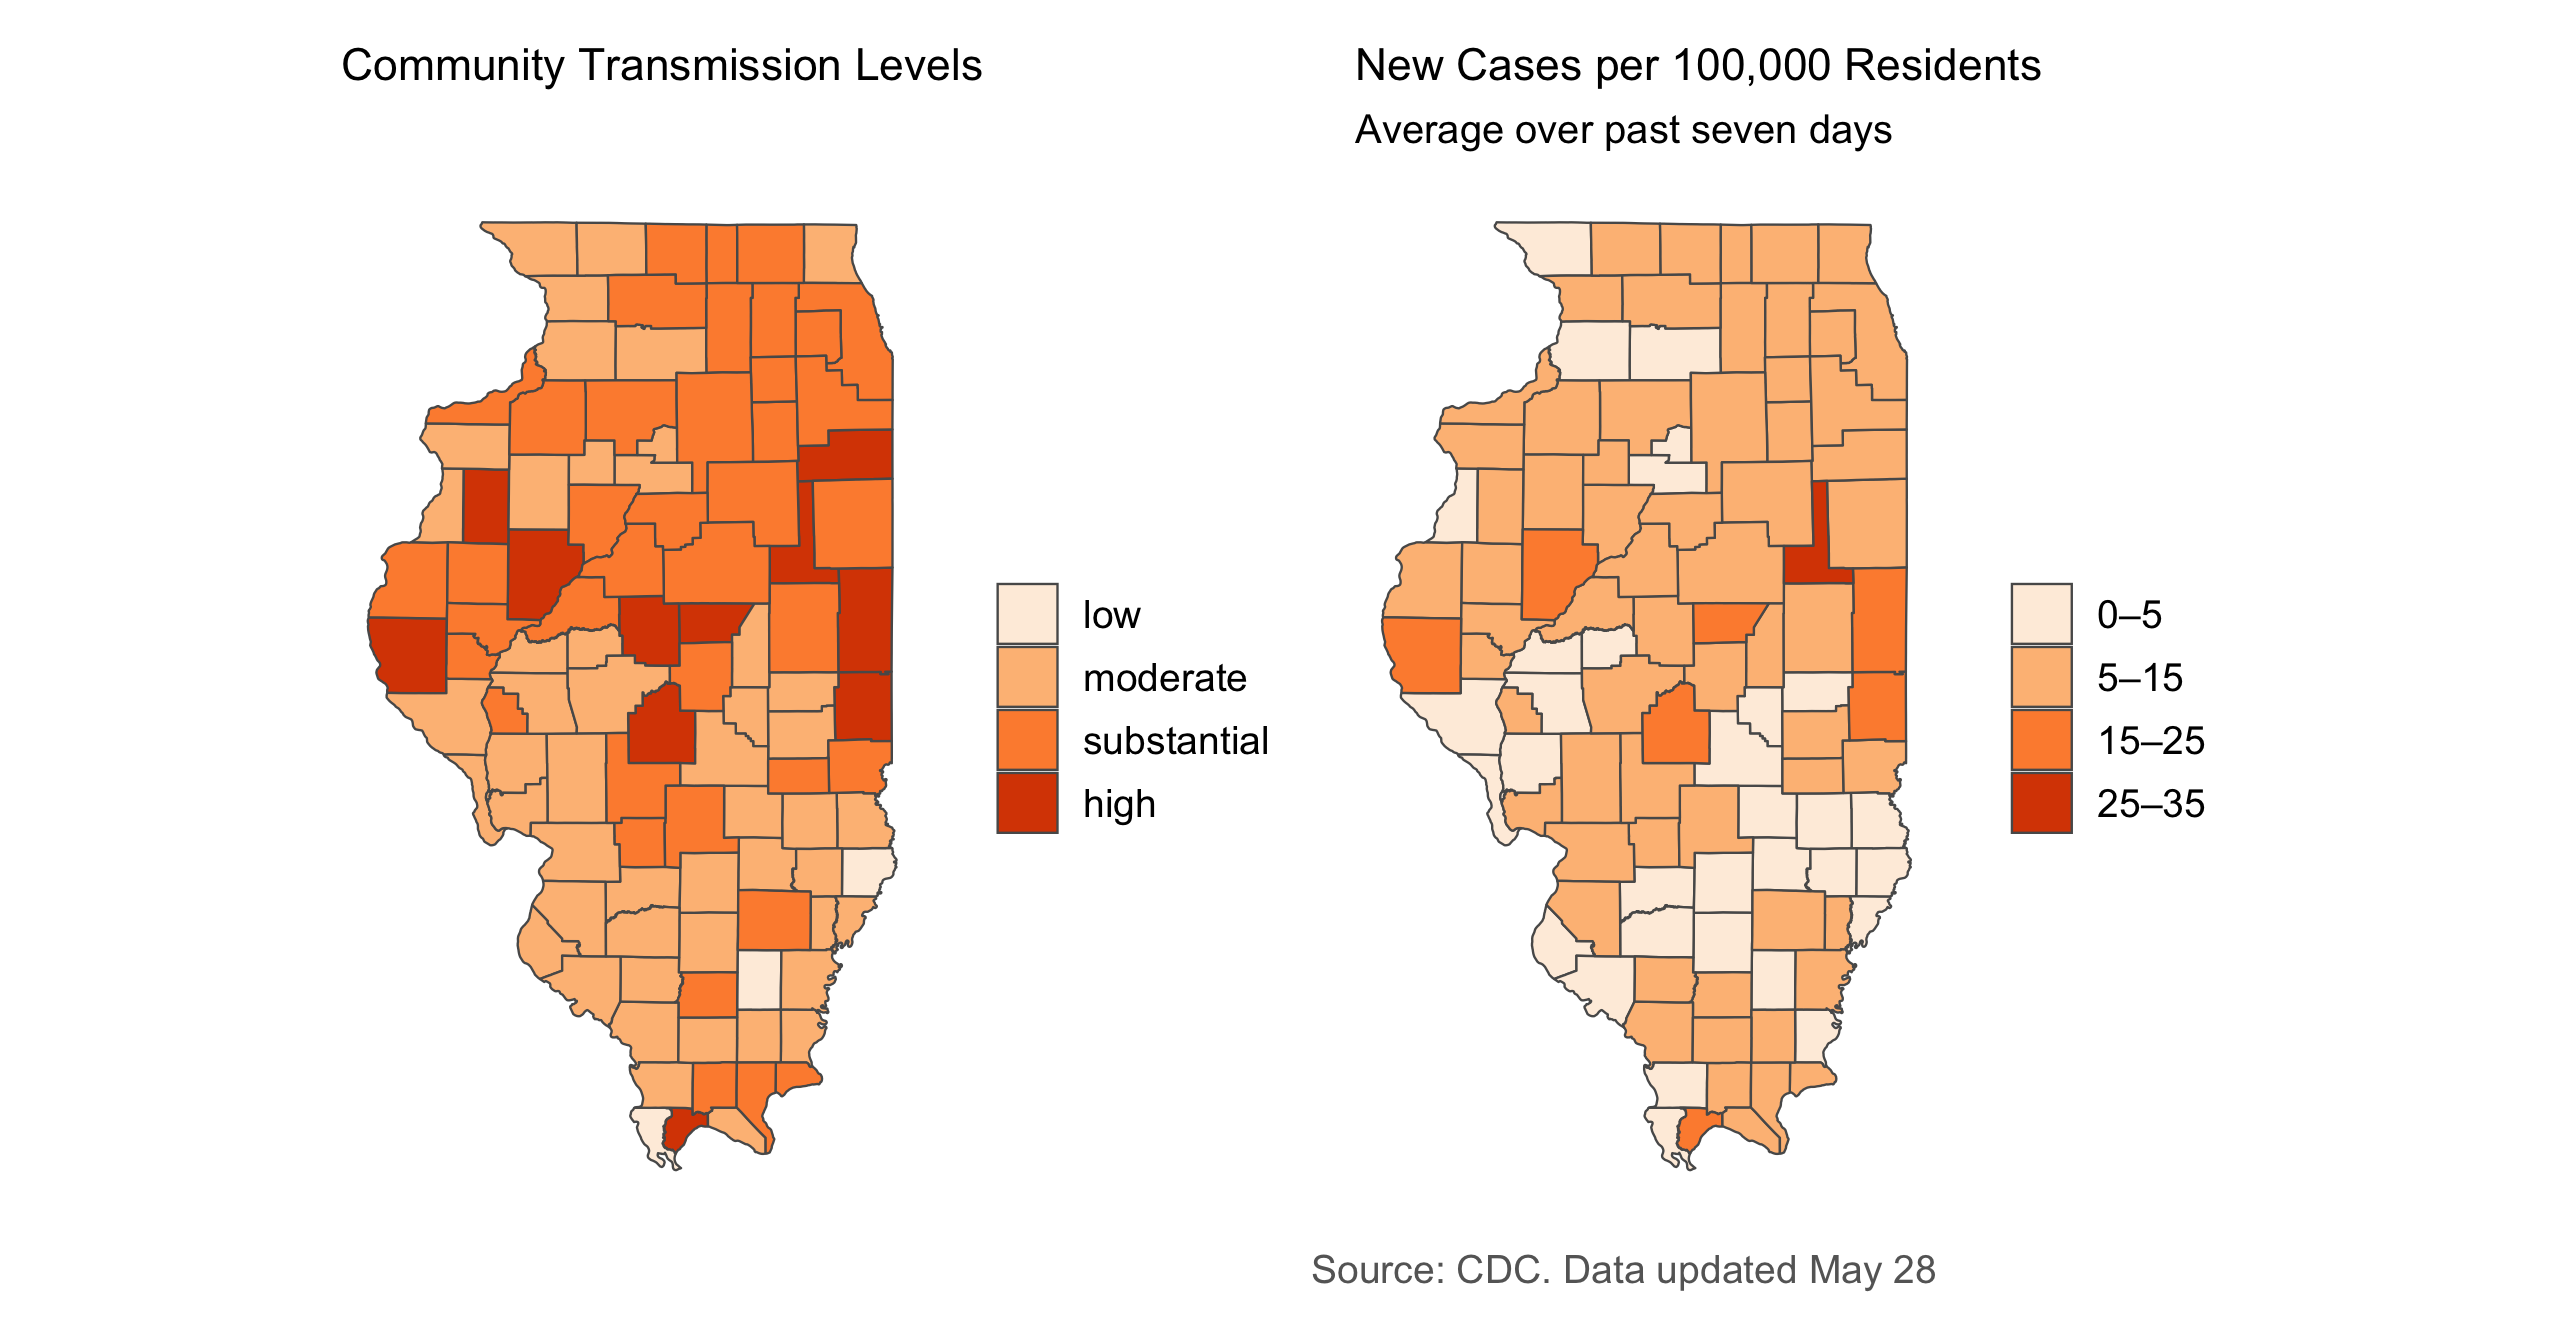 Community Transmission Levels
low
moderate
substantial
high
New Cases per 100,000 Residents
Average over past seven days
0–5
5–15
15–25
25–35
Source: CDC. Data updated May 28